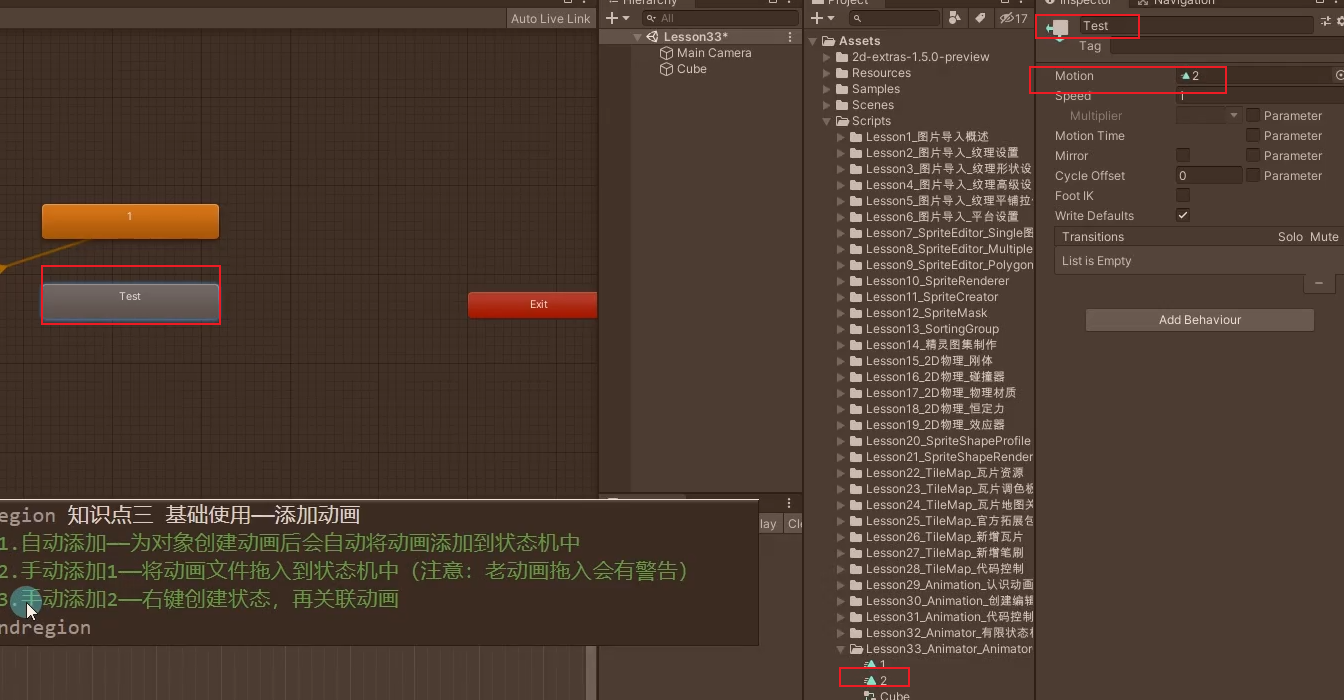 Auto Live Link
Hierarchy
All
Lesson33*
Main Camera
Cube
1
Test
Exit
Project
17
Assets
2d-extras-1.5.0-preview
Resources
Samples
Scenes
Scripts
Lesson1_图片导入概述
Lesson2_图片导入_纹理设置
Lesson3_图片导入_纹理形状设
Lesson4_图片导入_纹理高级设
Lesson5_图片导入_纹理平铺拉
Lesson6_图片导入_平台设置
Lesson7_SpriteEditor_Single图
Lesson8_SpriteEditor_Multiple
Lesson9_SpriteEditor_Polygon
Lesson10_SpriteRenderer
Lesson11_SpriteCreator
Lesson12_SpriteMask
Lesson13_SortingGroup
Lesson14_精灵图集制作
Lesson15_2D物理_刚体
Lesson16_2D物理_碰撞器
Lesson17_2D物理_物理材质
Lesson18_2D物理_恒定力
Lesson19_2D物理_效应器
Lesson20_SpriteShapeProfile
Lesson21_SpriteShapeRender
Lesson22_TileMap_瓦片资源
Lesson23_TileMap_瓦片调色板
Lesson24_TileMap_瓦片地图关
Lesson25_TileMap_官方拓展包
Lesson26_TileMap_新增瓦片
Lesson27_TileMap_新增笔刷
Lesson28_TileMap_代码控制
Lesson29_Animation_认识动画
Lesson30_Animation_创建编辑
Lesson31_Animation_代码控制
Lesson32_Animator_有限状态机
Lesson33_Animator_Animator
1
2
Cube
Inspector
Navigation
Test
Tag
Motion 2
Speed 1
Multiplier Parameter
Motion Time Parameter
Mirror Parameter
Cycle Offset 0 Parameter
Foot IK
Write Defaults
Transitions Solo Mute
List is Empty
Add Behaviour
lay Cl
egion 知识点三 基础使用——添加动画
1.自动添加——为对象创建动画后会自动将动画添加到状态机中
2.手动添加1——将动画文件拖入到状态机中（注意：老动画拖入会有警告）
3.手动添加2——右键创建状态，再关联动画
ndregion